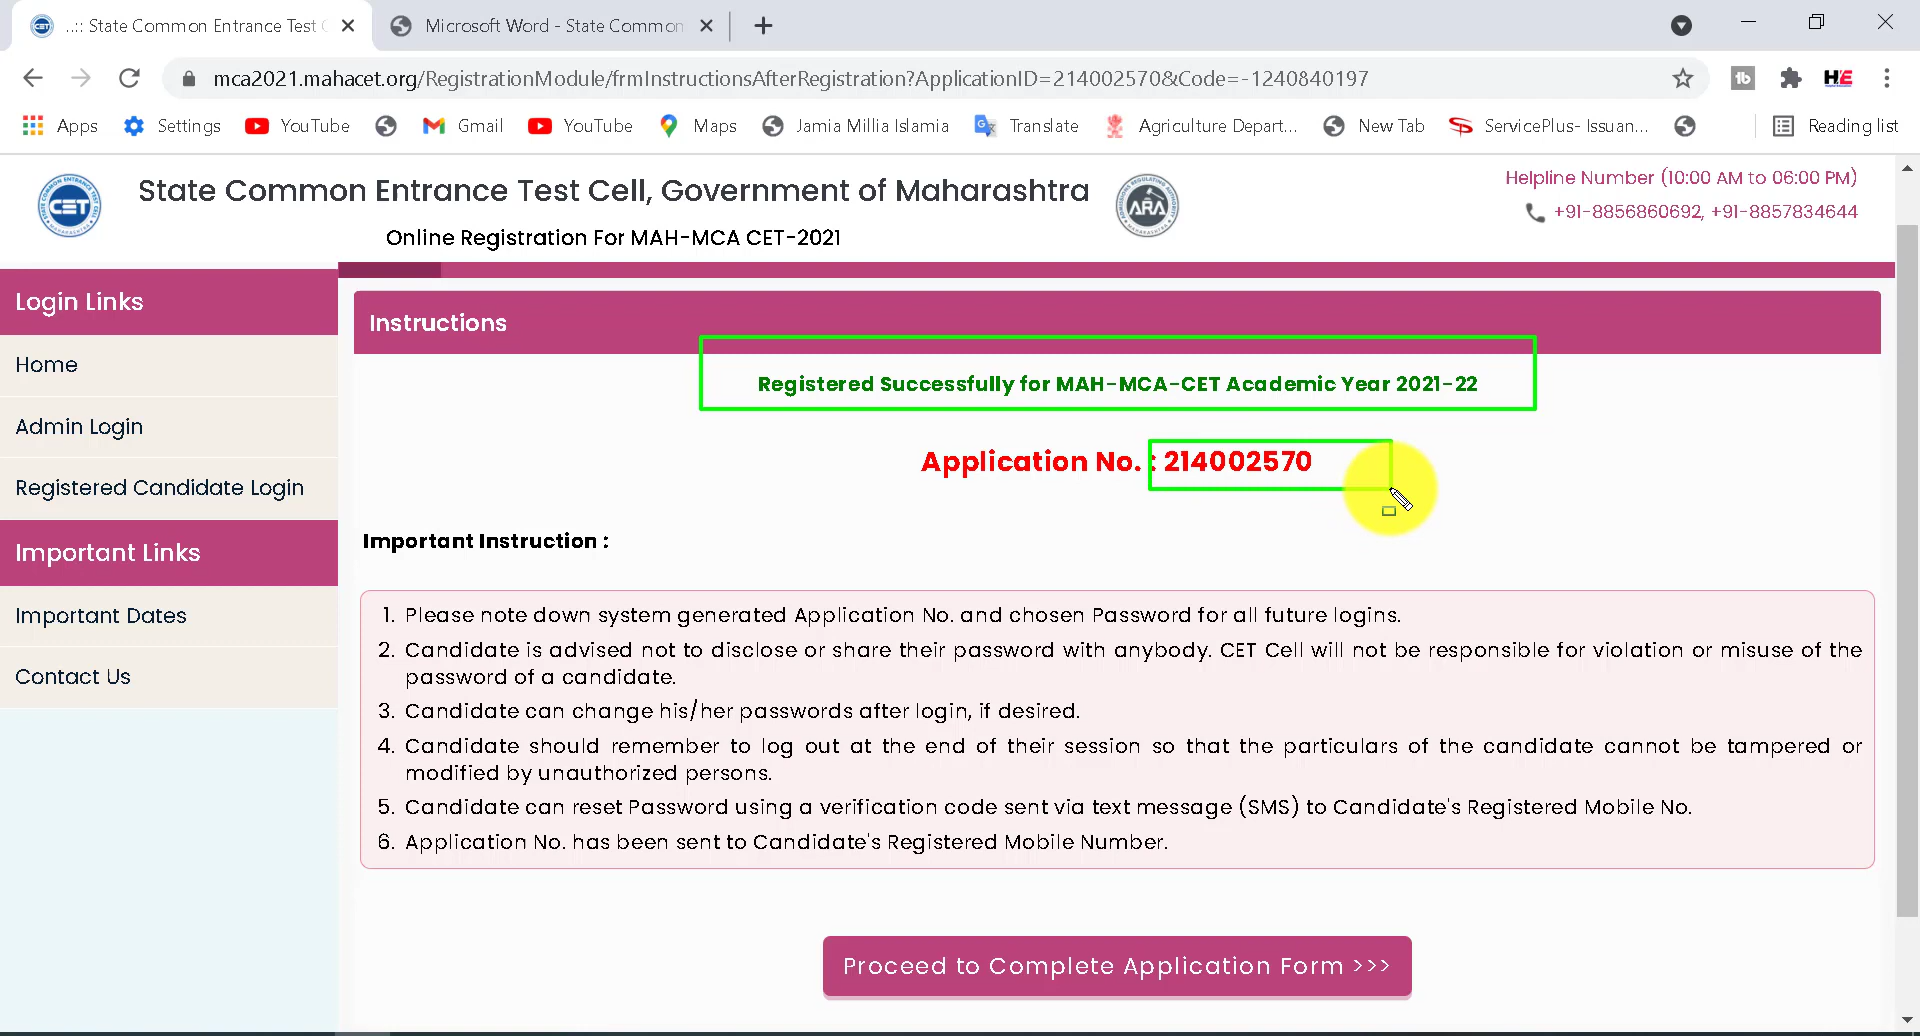 ..:: State Common Entrance Test C
Microsoft Word - State Common
mca2021.mahacet.org/RegistrationModule/frmInstructionsAfterRegistration?ApplicationID=214002570&Code=-1240840197
Apps
Settings
YouTube
Gmail
YouTube
Maps
Jamia Millia Islamia
Translate
Agriculture Depart...
New Tab
ServicePlus- Issuan...
Reading list
State Common Entrance Test Cell, Government of Maharashtra
Online Registration For MAH-MCA CET-2021
CET
ARA
Helpline Number (10:00 AM to 06:00 PM)
+91-8856860692, +91-8857834644
Login Links
Home
Admin Login
Registered Candidate Login
Important Links
Important Dates
Contact Us
Instructions
Registered Successfully for MAH-MCA-CET Academic Year 2021-22
Application No. : 214002570
Important Instruction :
1. Please note down system generated Application No. and chosen Password for all future logins.
2. Candidate is advised not to disclose or share their password with anybody. CET Cell will not be responsible for violation or misuse of the
password of a candidate.
3. Candidate can change his/her passwords after login, if desired.
4. Candidate should remember to log out at the end of their session so that the particulars of the candidate cannot be tampered or
modified by unauthorized persons.
5. Candidate can reset Password using a verification code sent via text message (SMS) to Candidate's Registered Mobile No.
6. Application No. has been sent to Candidate's Registered Mobile Number.
Proceed to Complete Application Form >>>